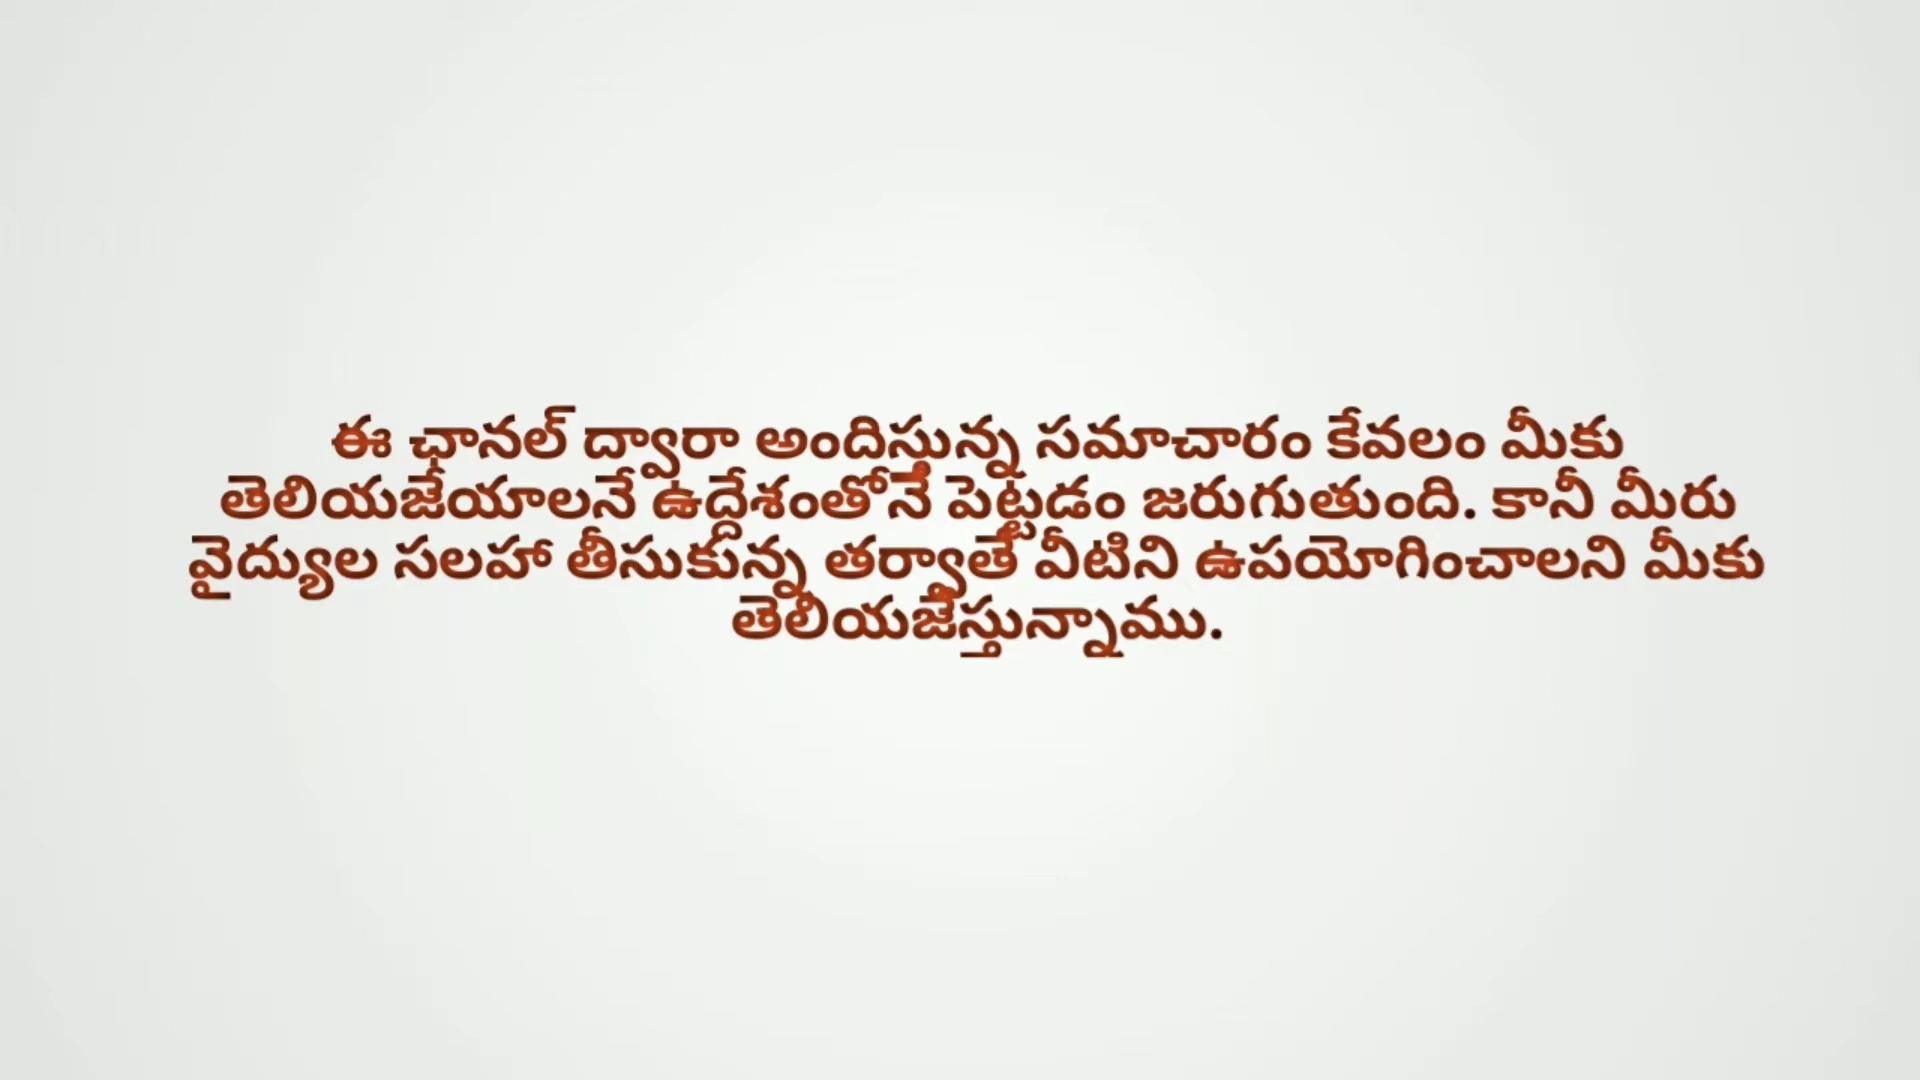 ఈ ఛానల్ ద్వారా అందిస్తున్న సమాచారం కేవలం మీకు
తెలియజేయాలనే ఉద్దేశంతోనే పెట్టడం జరుగుతుంది. కానీ మీరు
వైద్యుల సలహా తీసుకున్న తర్వాతే వీటిని ఉపయోగించాలని మీకు
తెలియజేస్తున్నాము.